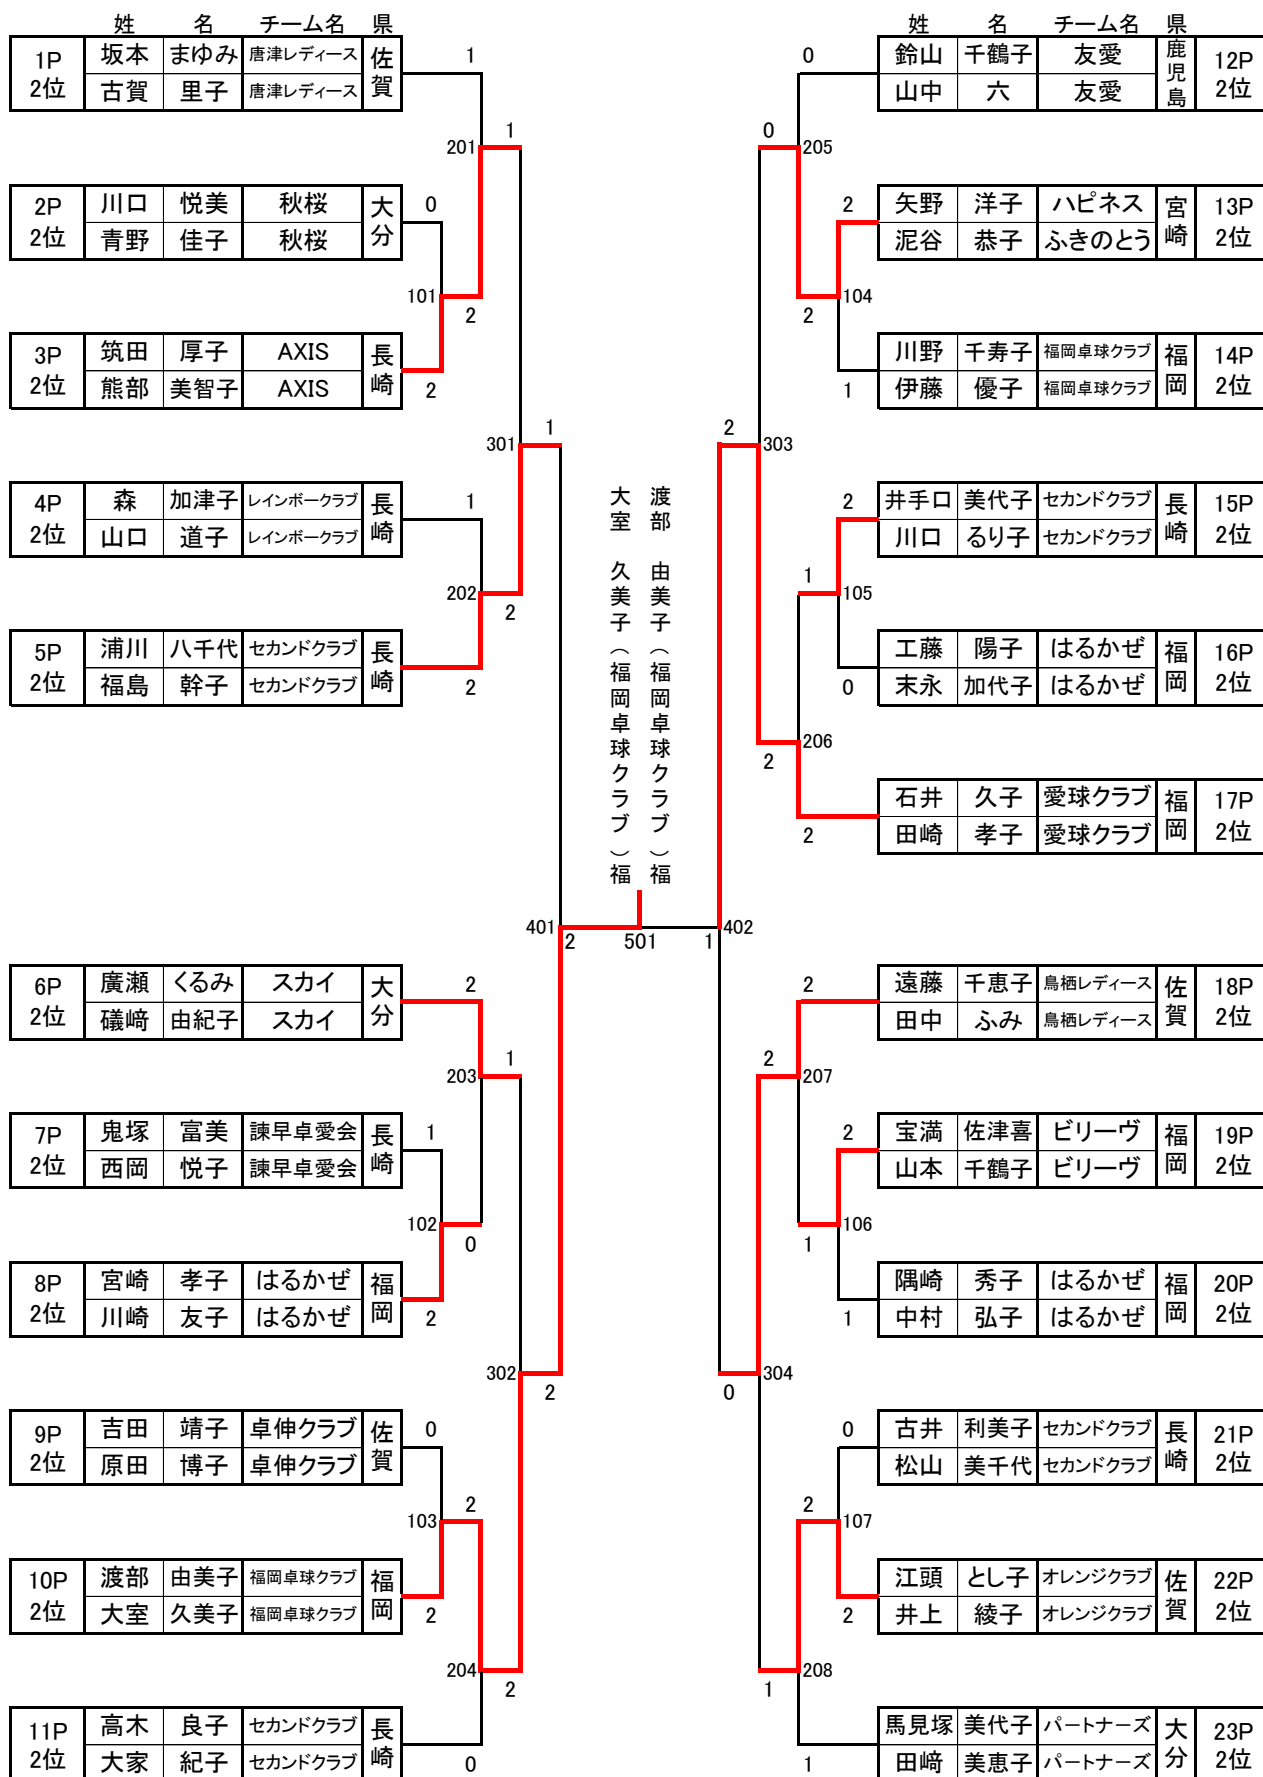 姓 名 チーム名 県
1P 坂本 まゆみ 唐津レディース 佐賀
2位 古賀 里子 唐津レディース
1
1
201
2P 川口 悦美 秋桜 大分
2位 青野 佳子 秋桜
0
101
2
3P 筑田 厚子 AXIS 長崎
2位 熊部 美智子 AXIS
2
301
1
4P 森 加津子 レインボークラブ 長崎
2位 山口 道子 レインボークラブ
1
202
2
5P 浦川 八千代 セカンドクラブ 長崎
2位 福島 幹子 セカンドクラブ
2
401
2
6P 廣瀬 くるみ スカイ 大分
2位 礒﨑 由紀子 スカイ
2
1
203
7P 鬼塚 富美 諫早卓愛会 長崎
2位 西岡 悦子 諫早卓愛会
1
102
0
8P 宮崎 孝子 はるかぜ 福岡
2位 川崎 友子 はるかぜ
2
302
2
9P 吉田 靖子 卓伸クラブ 佐賀
2位 原田 博子 卓伸クラブ
0
2
103
10P 渡部 由美子 福岡卓球クラブ 福岡
2位 大室 久美子 福岡卓球クラブ
2
204
2
11P 高木 良子 セカンドクラブ 長崎
2位 大家 紀子 セカンドクラブ
0
渡部 由美子(福岡卓球クラブ)福
大室 久美子(福岡卓球クラブ)福
501
姓 名 チーム名 県
0
鈴山 千鶴子 友愛 鹿児島 12P
山中 六 友愛 2位
0
205
2
矢野 洋子 ハピネス 宮崎 13P
泥谷 恭子 ふきのとう 2位
104
2
川野 千寿子 福岡卓球クラブ 福岡 14P
伊藤 優子 福岡卓球クラブ 2位
1
2
303
2
井手口 美代子 セカンドクラブ 長崎 15P
川口 るり子 セカンドクラブ 2位
1
105
工藤 陽子 はるかぜ 福岡 16P
末永 加代子 はるかぜ 2位
0
206
2
石井 久子 愛球クラブ 福岡 17P
田崎 孝子 愛球クラブ 2位
2
402
1
2
遠藤 千恵子 鳥栖レディース 佐賀 18P
田中 ふみ 鳥栖レディース 2位
2
207
2
宝満 佐津喜 ビリーヴ 福岡 19P
山本 千鶴子 ビリーヴ 2位
106
1
隅崎 秀子 はるかぜ 福岡 20P
中村 弘子 はるかぜ 2位
1
304
0
0
古井 利美子 セカンドクラブ 長崎 21P
松山 美千代 セカンドクラブ 2位
2
107
江頭 とし子 オレンジクラブ 佐賀 22P
井上 綾子 オレンジクラブ 2位
2
208
1
馬見塚 美代子 パートナーズ 大分 23P
田﨑 美恵子 パートナーズ 2位
1